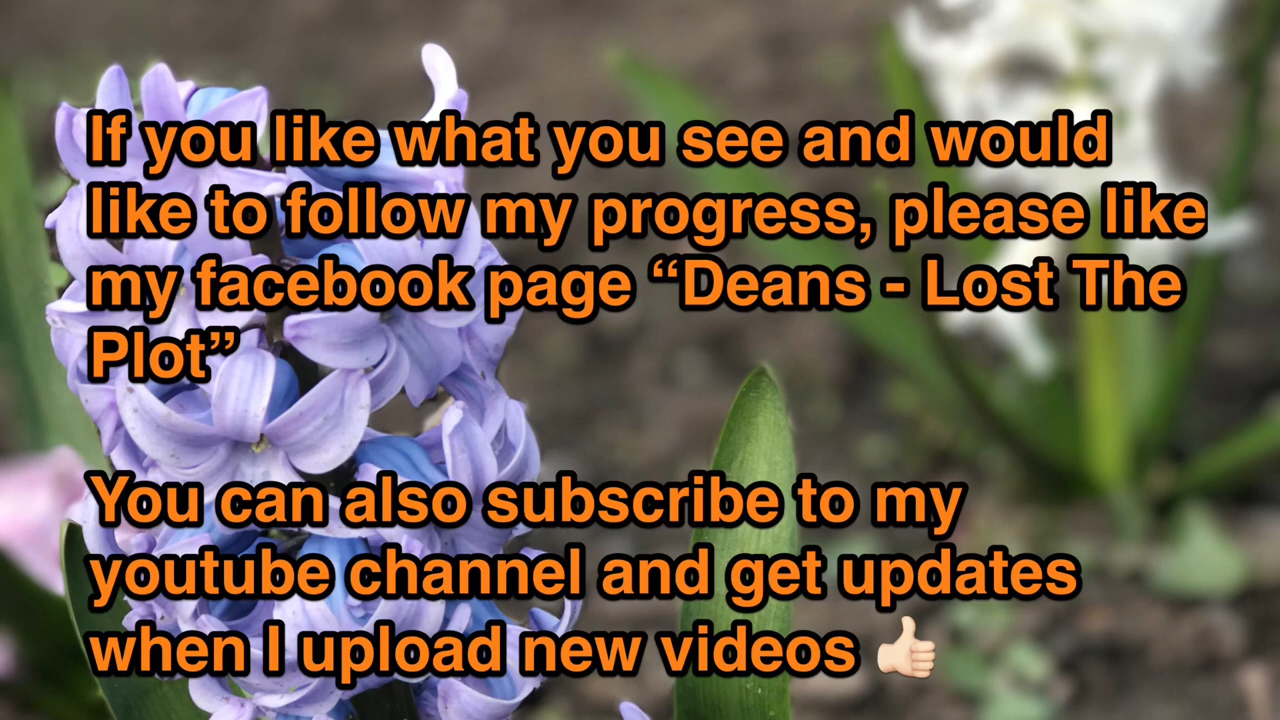 If you like what you see and would
like to follow my progress, please like
my facebook page “Deans - Lost The
Plot”
You can also subscribe to my
youtube channel and get updates
when I upload new videos 👍🏻